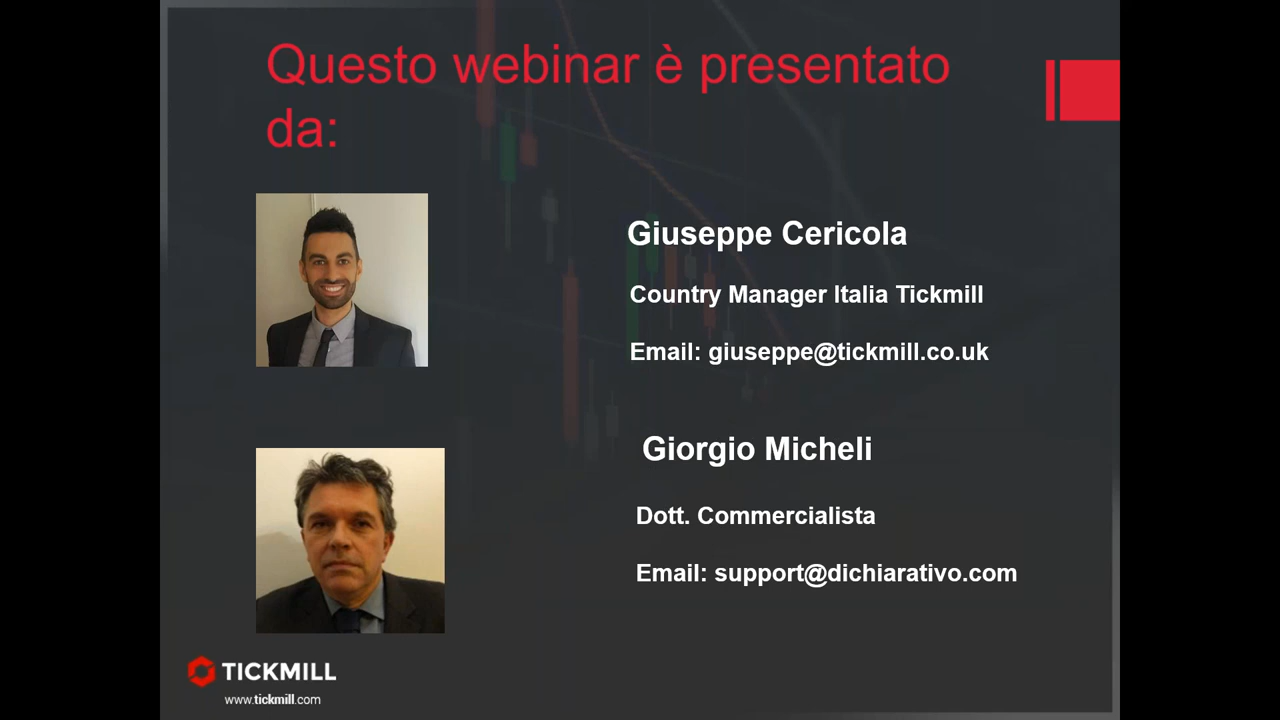 Questo webinar è presentato
da:
Giuseppe Cericola
Country Manager Italia Tickmill
Email: giuseppe@tickmill.co.uk
Giorgio Micheli
Dott. Commercialista
Email: support@dichiarativo.com
TICKMILL
www.tickmill.com